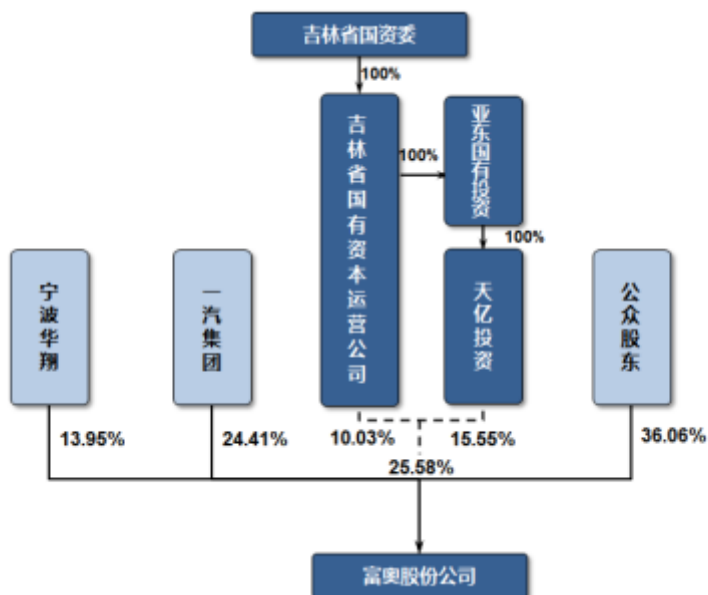 吉林省国资委
100%
吉林省国有资本运营公司
100%
亚东国有投资
100%
宁波华翔
一汽集团
天亿投资
公众股东
13.95%
24.41%
10.03%
15.55%
36.06%
25.58%
富奥股份公司